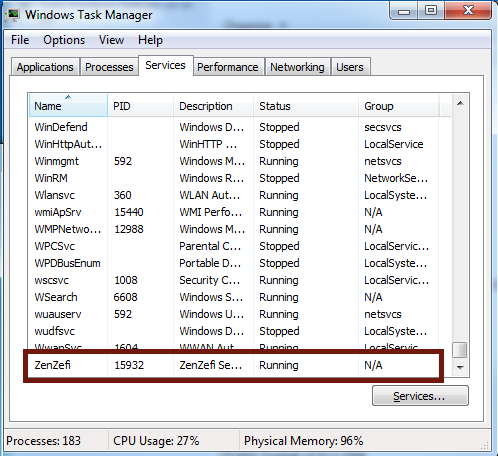 Windows Task Manager
File Options View Help
Applications Processes Services Performance Networking Users
Name PID Description Status Group
WinDefend Windows D... Stopped secsvcs
WinHttpAut... WinHTTP ... Stopped LocalService
Winmgmt 592 Windows M... Running netsvcs
WinRM Windows R... Stopped NetworkSe...
Wlansvc 360 WLAN Aut... Running LocalSyste...
wmiApSrv 15440 WMI Perfo... Running N/A
WMPNetwo... 12988 Windows M... Running N/A
WPCSvc Parental C... Stopped LocalServic...
WPDBusEnum Portable D... Stopped LocalSyste...
wscsvc 1008 Security C... Running LocalServic...
WSearch 6608 Windows S... Running N/A
wuauserv 592 Windows U... Running netsvcs
wudfsvc Windows D... Stopped LocalSyste...
WwanSvc 1604 WWAN Aut... Running LocalServic...
ZenZefi 15932 ZenZefi Se... Running N/A
Services...
Processes: 183 CPU Usage: 27% Physical Memory: 96%